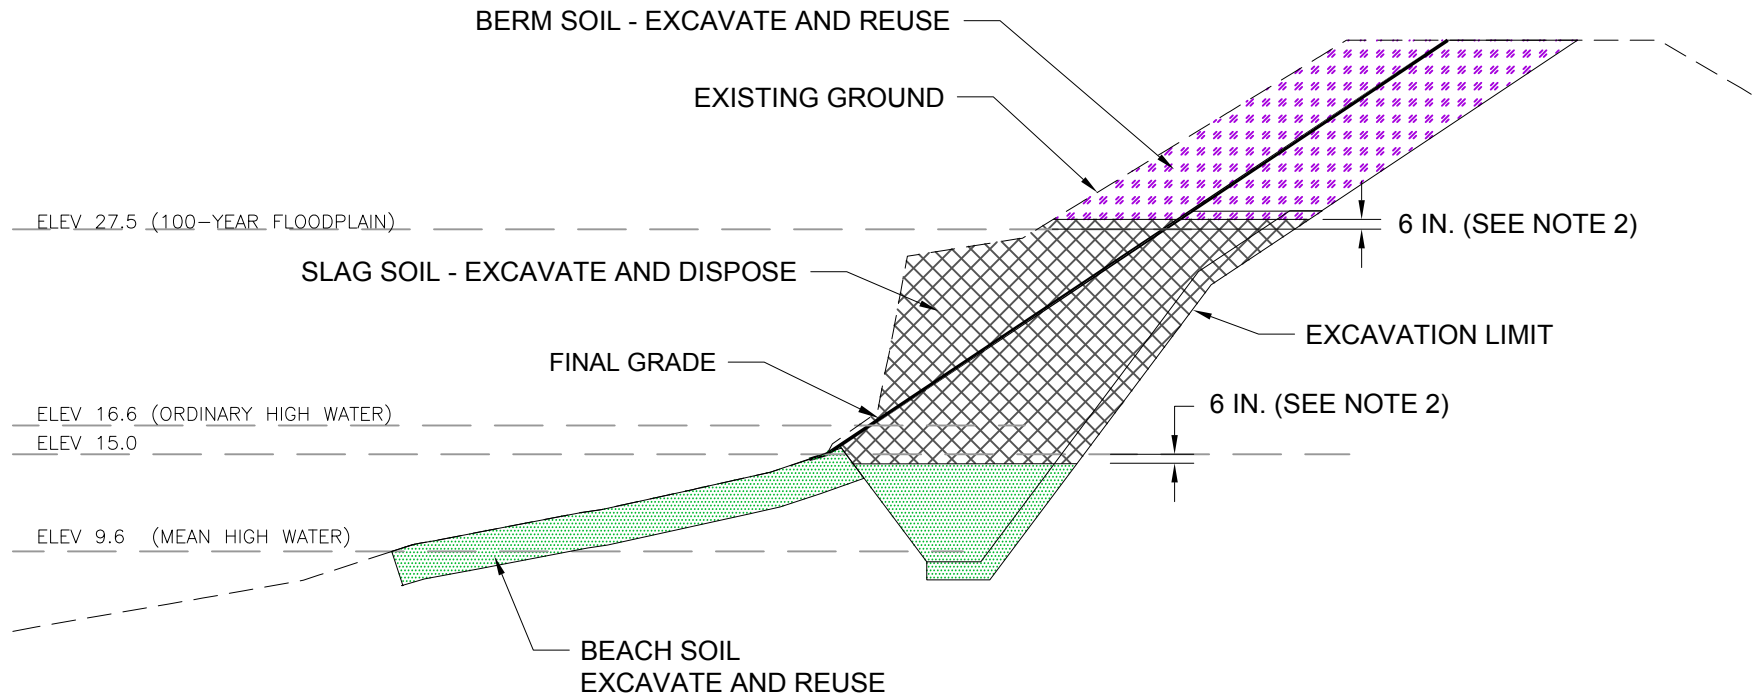 BERM SOIL - EXCAVATE AND REUSE
EXISTING GROUND
ELEV 27.5 (100-YEAR FLOODPLAIN)
6 IN. (SEE NOTE 2)
SLAG SOIL - EXCAVATE AND DISPOSE
EXCAVATION LIMIT
FINAL GRADE
6 IN. (SEE NOTE 2)
ELEV 16.6 (ORDINARY HIGH WATER)
ELEV 15.0
ELEV 9.6 (MEAN HIGH WATER)
BEACH SOIL
EXCAVATE AND REUSE